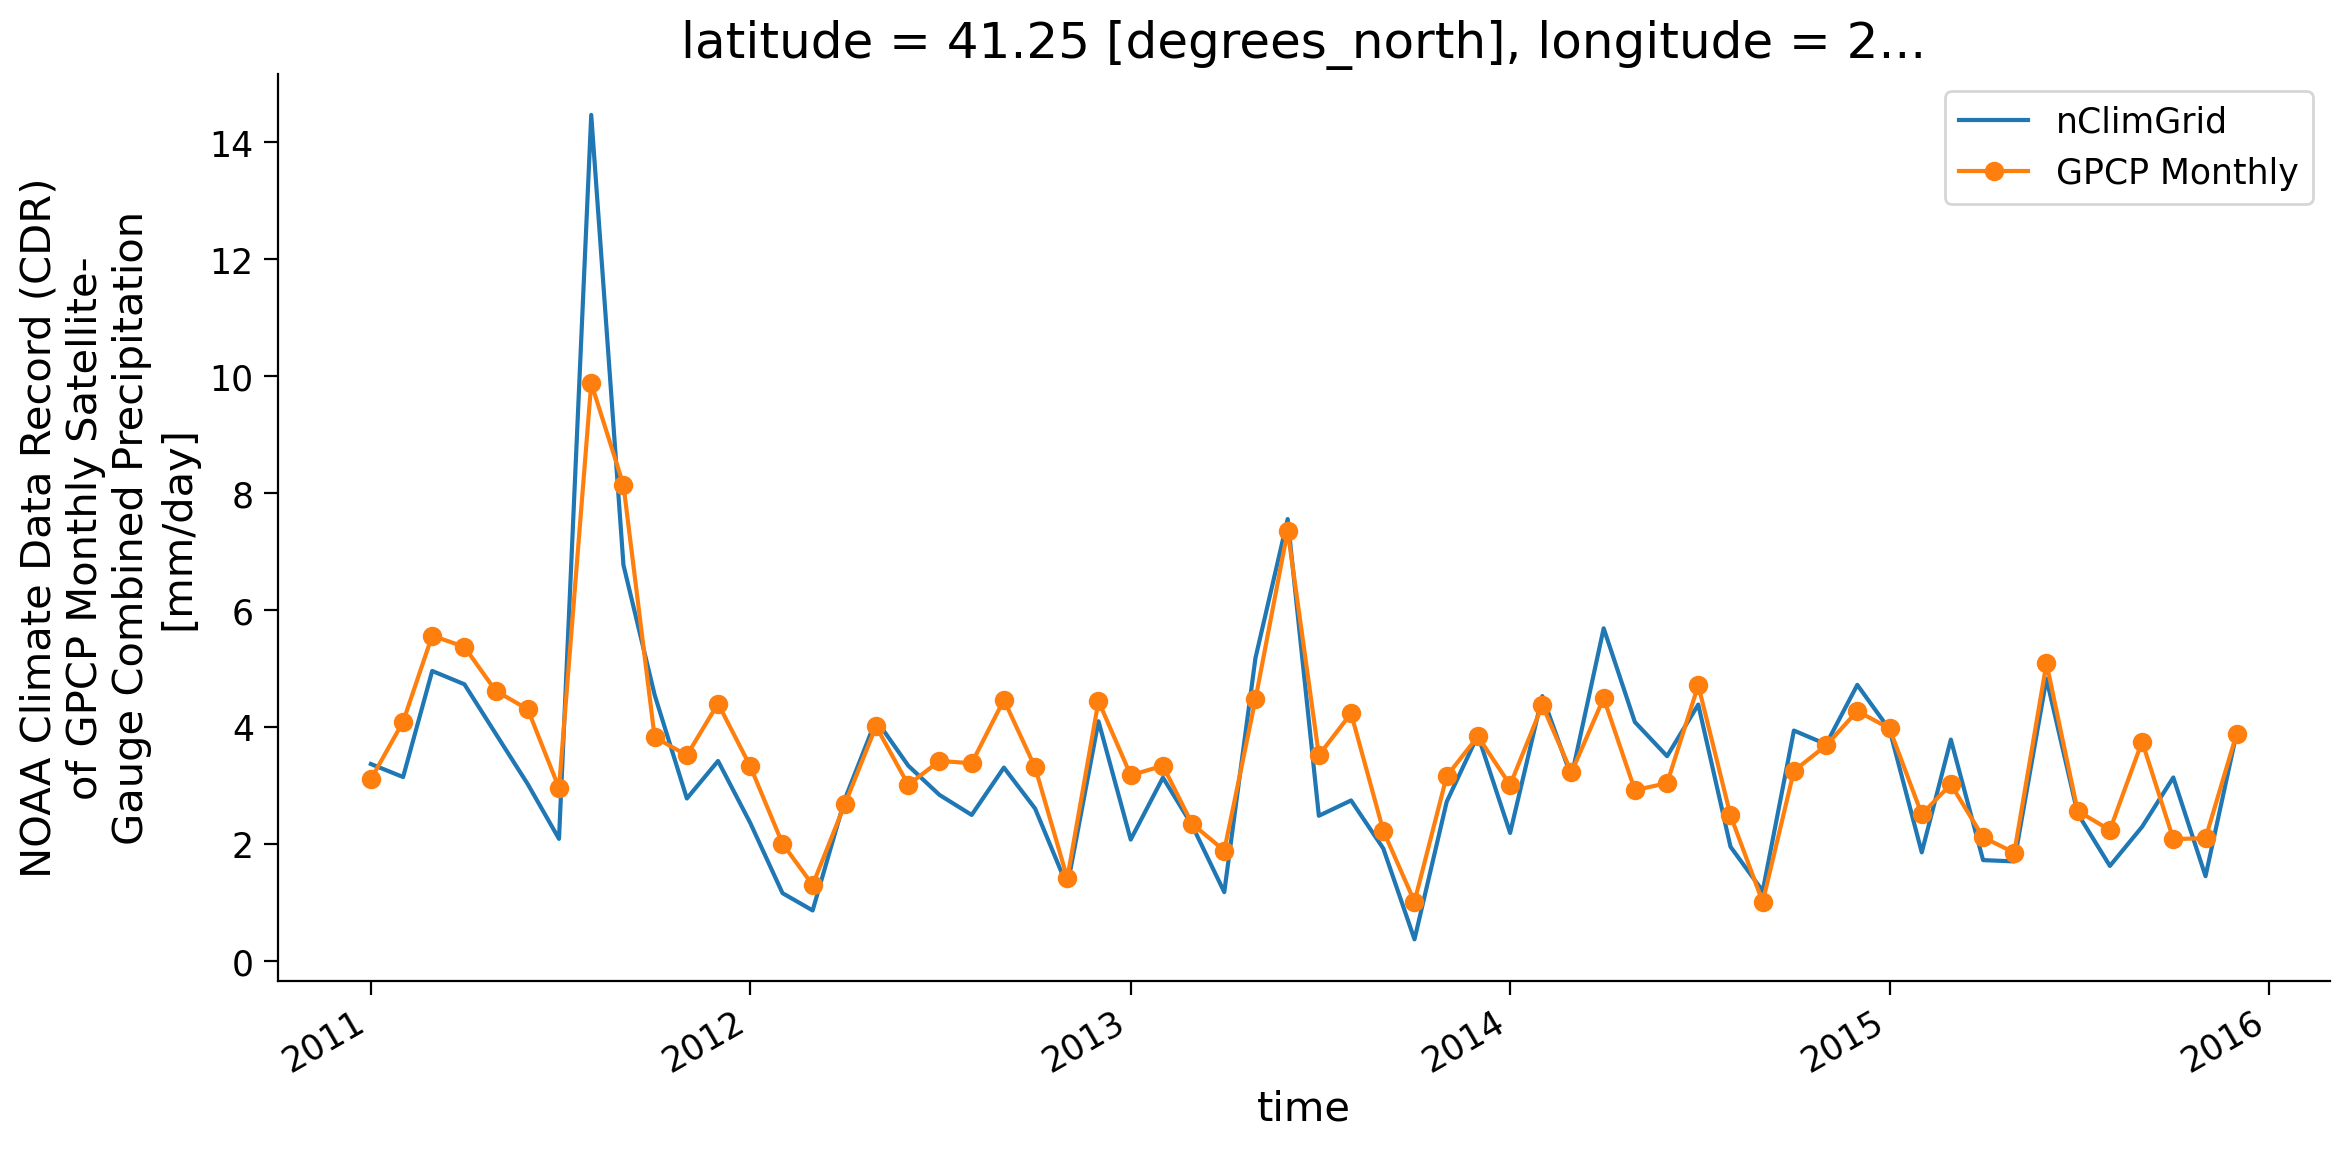 latitude = 41.25 [degrees_north], longitude = 2...
nClimGrid
GPCP Monthly
NOAA Climate Data Record (CDR)
of GPCP Monthly Satellite-
Gauge Combined Precipitation
[mm/day]
14
12
10
8
6
4
2
0
2011
2012
2013
2014
2015
2016
time